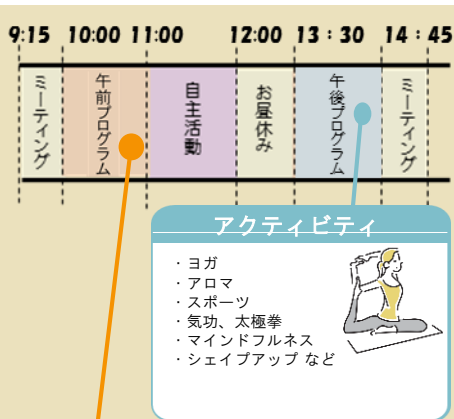 9:15 10:00 11:00 12:00 13：30 14：45
ミーティング
午前プログラム
自主活動
お昼休み
午後プログラム
ミーティング
アクティビティ
・ヨガ
・アロマ
・スポーツ
・気功、太極拳
・マインドフルネス
・シェイプアップ など